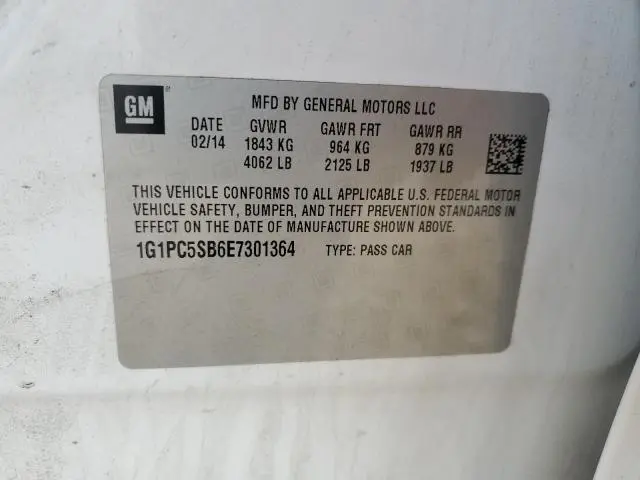 GM
MFD BY GENERAL MOTORS LLC
DATE GVWR GAWR FRT GAWR RR
02/14 1843 KG 964 KG 879 KG
4062 LB 2125 LB 1937 LB
THIS VEHICLE CONFORMS TO ALL APPLICABLE U.S. FEDERAL MOTOR
VEHICLE SAFETY, BUMPER, AND THEFT PREVENTION STANDARDS IN
EFFECT ON THE DATE OF MANUFACTURE SHOWN ABOVE.
1G1PC5SB6E7301364 TYPE: PASS CAR